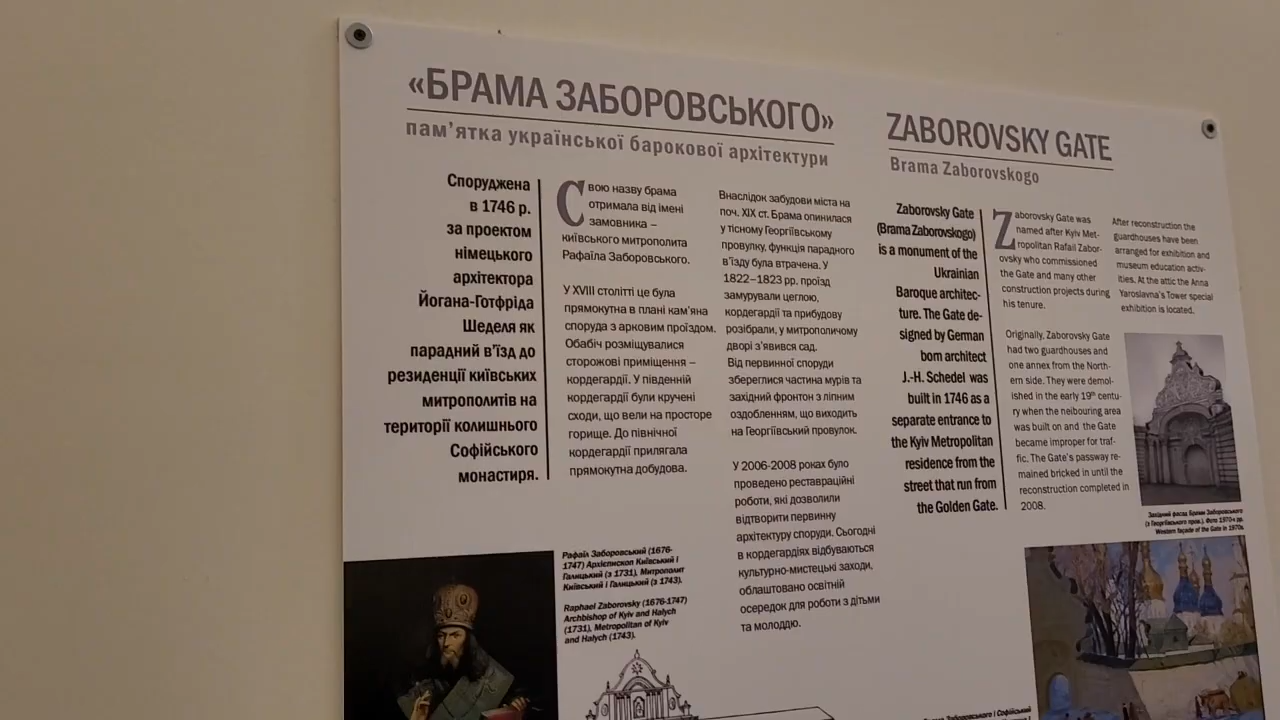 «БРАМА ЗАБОРОВСЬКОГО»
пам’ятка української барокової архітектури
Споруджена
в 1746 р.
за проектом
німецького
архітектора
Йогана-Готфріда
Шеделя як
парадний в’їзд до
резиденції київських
митрополитів на
території колишнього
Софійського
монастиря.
Свою назву брама
отримала від імені
замовника –
київського митрополита
Рафаїла Заборовського.
У XVIII столітті це була
прямокутна в плані кам’яна
споруда з арковим проїздом.
Обабіч розміщувалися
сторожові приміщення –
кордегардії. У південній
кордегардії були кручені
сходи, що вели на просторе
горище. До північної
кордегардії прилягала
прямокутна добудова.
Внаслідок забудови міста на
поч. XIX ст. Брама опинилася
у тісному Георгіївському
провулку, функція парадного
в’їзду була втрачена. У
1822–1823 рр. проїзд
замурували цеглою,
кордегардії та прибудову
розібрали, у митрополичому
дворі з’явився сад.
Від первинної споруди
збереглися частина мурів та
західний фронтон з ліпним
оздобленням, що виходить
на Георгіївський провулок.
У 2006-2008 роках було
проведено реставраційні
роботи, які дозволили
відтворити первинну
архітектуру споруди. Сьогодні
в кордегардіях відбуваються
культурно-мистецькі заходи,
облаштовано освітній
осередок для роботи з дітьми
та молоддю.
Рафаїл Заборовський (1676-
1747) Архієпископ Київський і
Галицький (з 1731), Митрополит
Київський і Галицький (з 1743).
Raphael Zaborovsky (1676-1747)
Archbishop of Kyiv and Halych
(1731), Metropolitan of Kyiv
and Halych (1743).
ZABOROVSKY GATE
Brama Zaborovskogo
Zaborovsky Gate
(Brama Zaborovskogo)
is a monument of the
Ukrainian
Baroque architec-
ture. The Gate de-
signed by German
born architect
J.-H. Schedel was
built in 1746 as a
separate entrance to
the Kyiv Metropolitan
residence from the
street that run from
the Golden Gate.
Zaborovsky Gate was
named after Kyiv Met-
ropolitan Rafail Zabor-
ovsky who commissioned
the Gate and many other
construction projects during
his tenure.
Originally, Zaborovsky Gate
had two guardhouses and
one annex from the North-
ern side. They were demol-
ished in the early 19th centu-
ry when the neibouring area
was built on and the Gate
became improper for traf-
fic. The Gate's passway re-
mained bricked in until the
reconstruction completed in
2008.
After reconstruction the
guardhouses have been
arranged for exhibition and
museum education activ-
ities. At the attic the Anna
Yaroslavna's Tower special
exhibition is located.
Західний фасад Брами Заборовського
(з Георгіївського пров.). Фото 1970-х рр.
Western façade of the Gate in 1970s.
Заборовського і Софійський